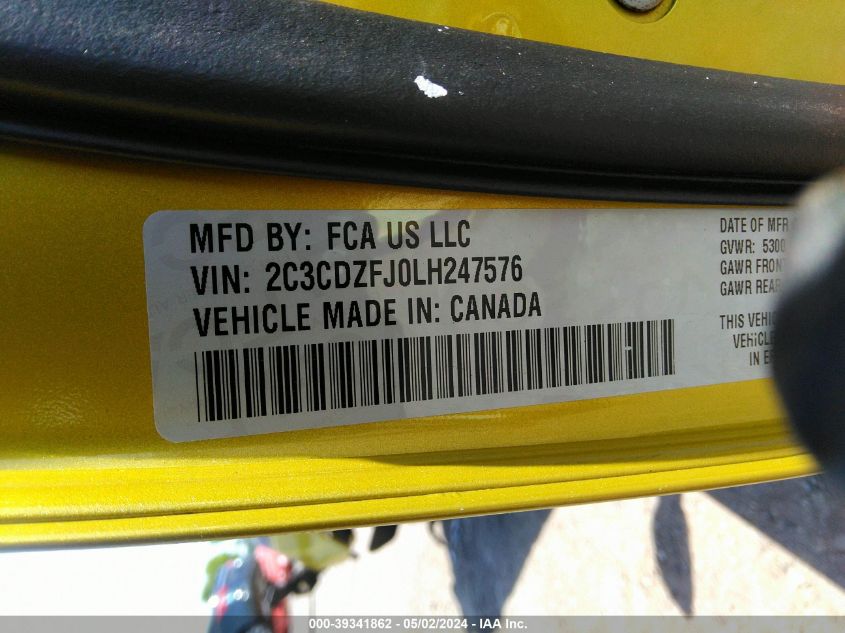 MFD BY: FCA US LLC
VIN: 2C3CDZFJ0LH247576
VEHICLE MADE IN: CANADA
DATE OF MFR
GVWR: 5300
GAWR FRONT
GAWR REAR
THIS
VEHICLE
IN
000-39341862 - 05/02/2024 - IAA Inc.